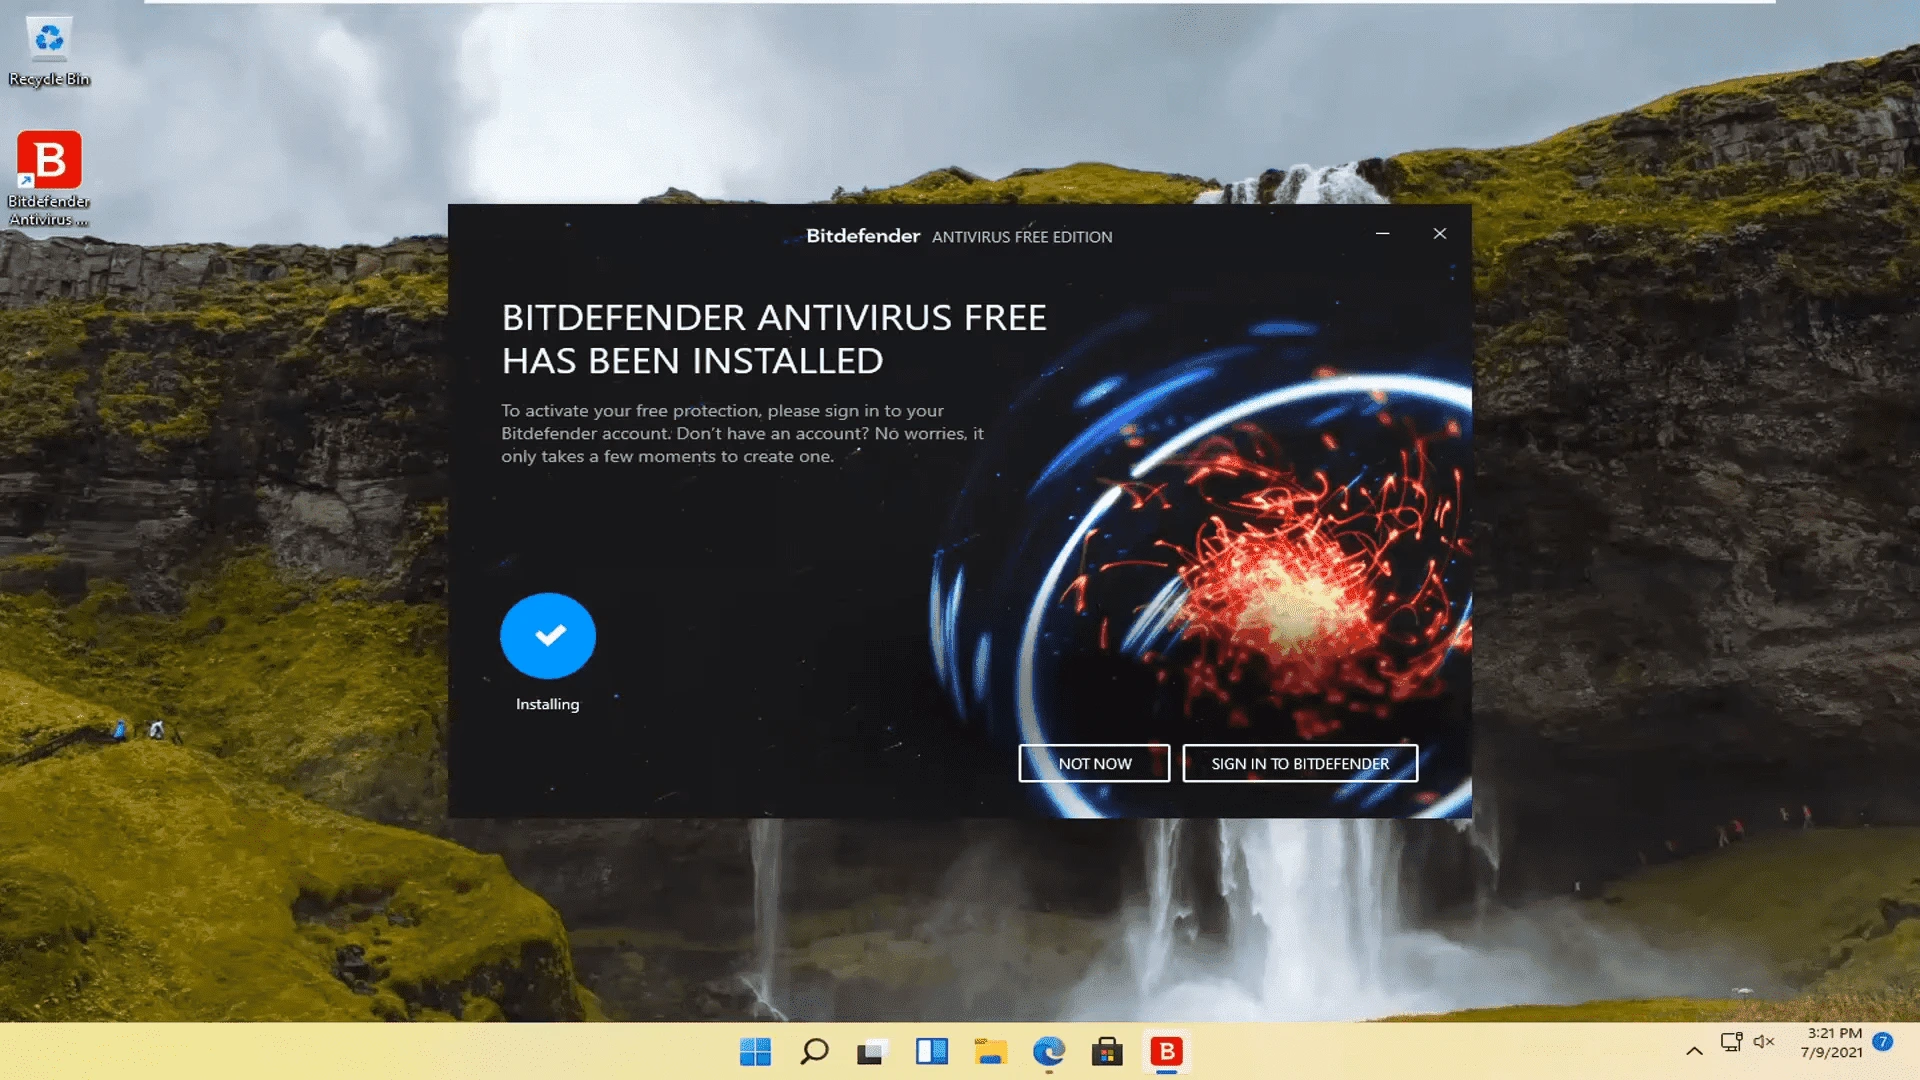 Recycle Bin
Bitdefender
Antivirus ...
Bitdefender ANTIVIRUS FREE EDITION
BITDEFENDER ANTIVIRUS FREE
HAS BEEN INSTALLED
To activate your free protection, please sign in to your
Bitdefender account. Don't have an account? No worries, it
only takes a few moments to create one.
Installing
NOT NOW
SIGN IN TO BITDEFENDER
B
B
3:21 PM
7/9/2021
7